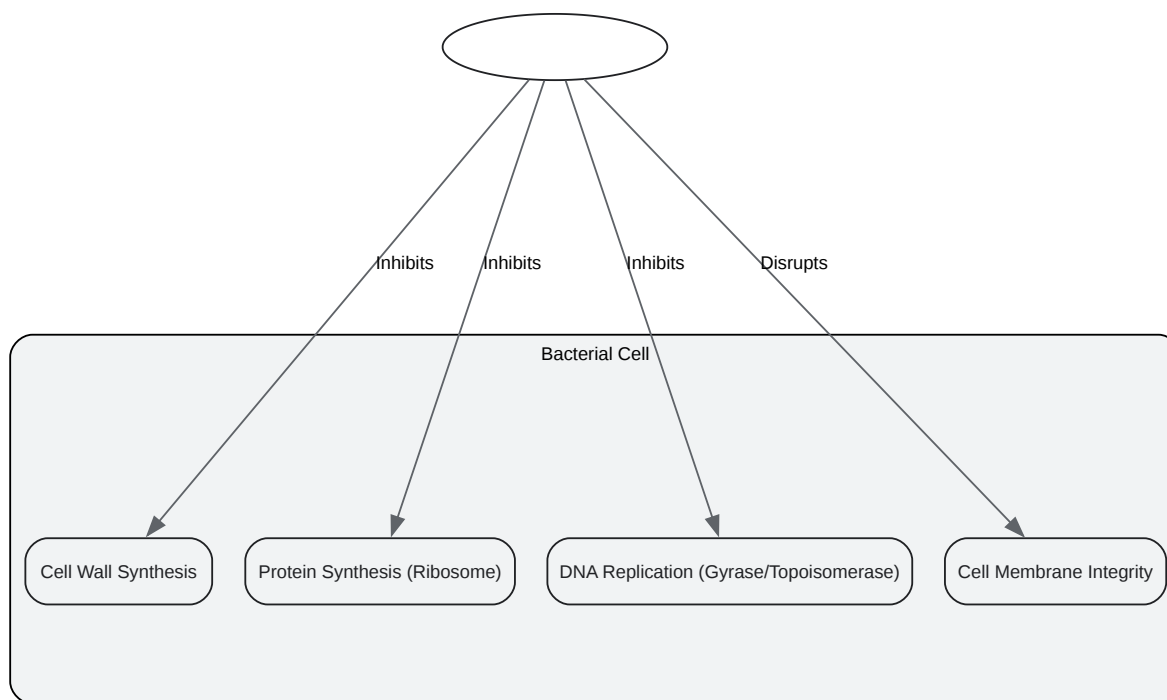 Inhibits
Inhibits
Inhibits
Disrupts
Bacterial Cell
Cell Wall Synthesis
Protein Synthesis (Ribosome)
DNA Replication (Gyrase/Topoisomerase)
Cell Membrane Integrity